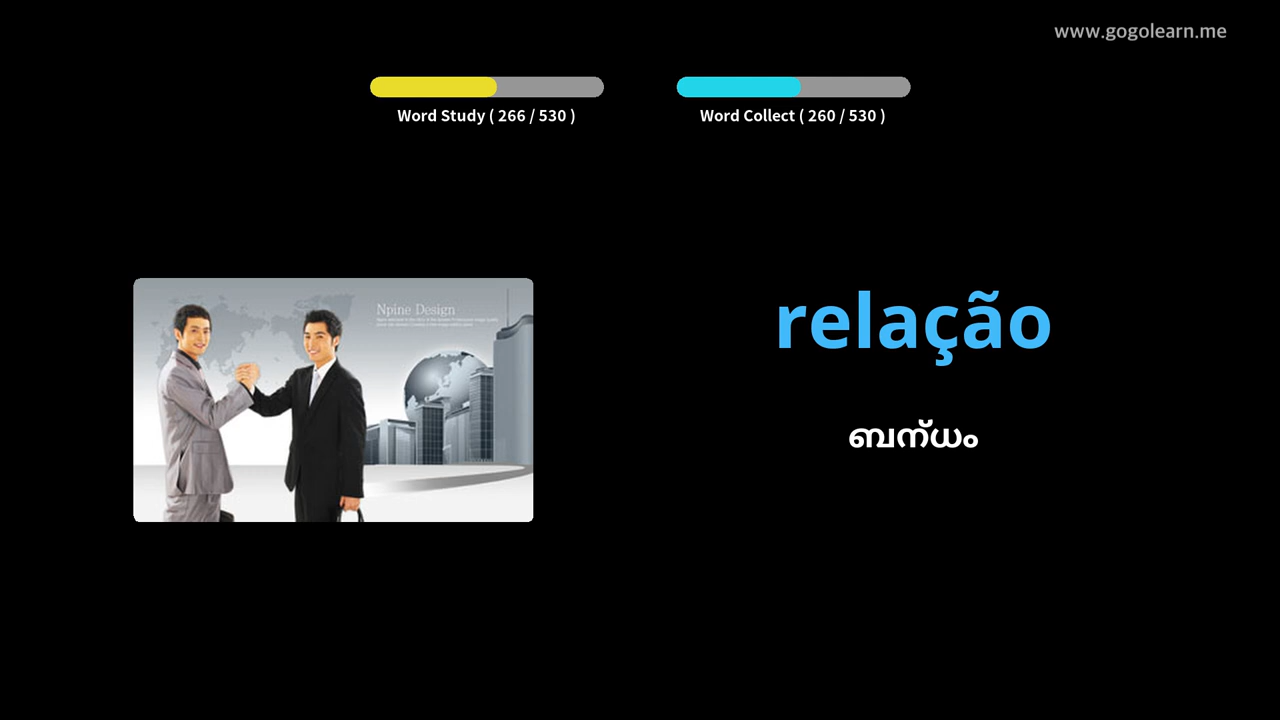 www.gogolearn.me
Word Study ( 266 / 530 )
Word Collect ( 260 / 530 )
Npine Design
relação
ബന്ധം